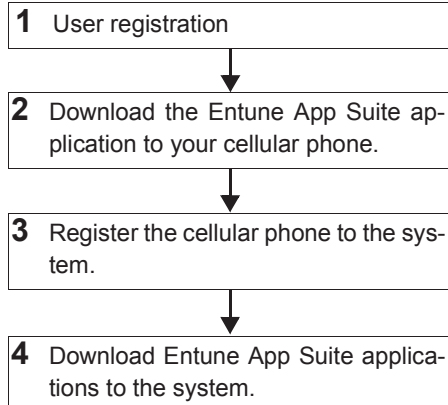 1 User registration
2 Download the Entune App Suite ap-
plication to your cellular phone.
3 Register the cellular phone to the sys-
tem.
4 Download Entune App Suite applica-
tions to the system.